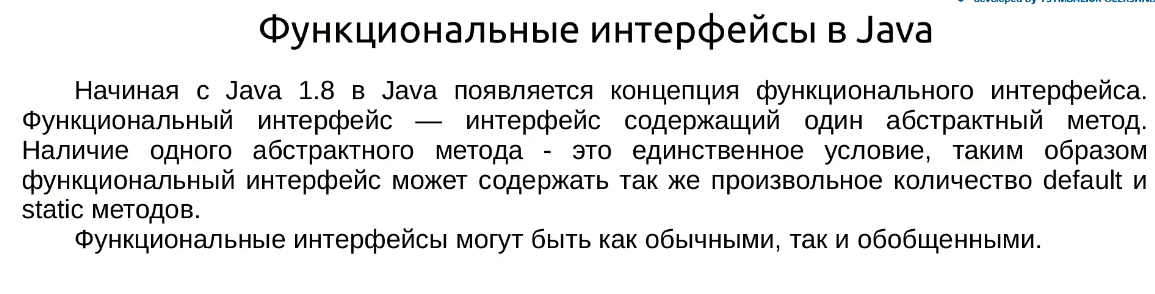 developed by
Функциональные интерфейсы в Java
Начиная с Java 1.8 в Java появляется концепция функционального интерфейса.
Функциональный интерфейс — интерфейс содержащий один абстрактный метод.
Наличие одного абстрактного метода - это единственное условие, таким образом
функциональный интерфейс может содержать так же произвольное количество default и
static методов.
Функциональные интерфейсы могут быть как обычными, так и обобщенными.